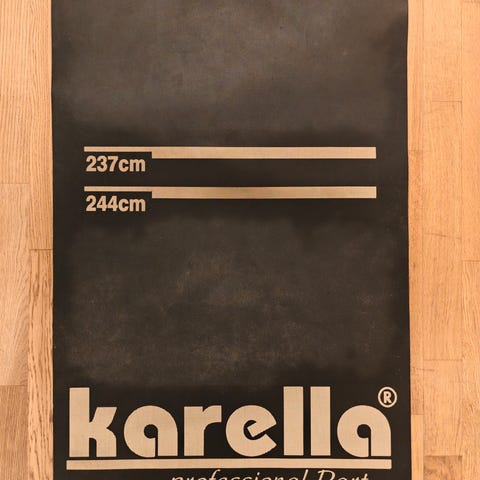 237cm
244cm
karella®
professional Dart